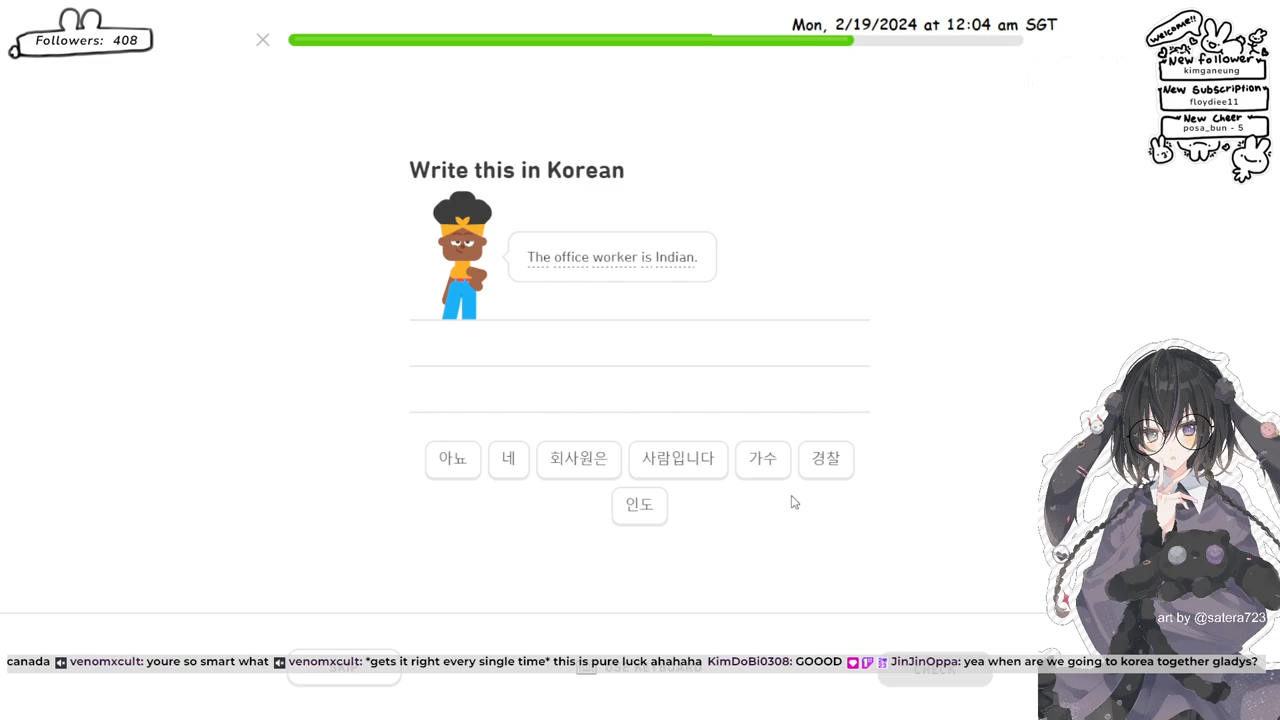 Followers: 408
Mon, 2/19/2024 at 12:04 am SGT
welcome!!
New follower
kimganeung
New Subscription
floydiee11
New Cheer
posa_bun - 5
Write this in Korean
The office worker is Indian.
아뇨 네 회사원은 사람입니다 가수 경찰
인도
art by @satera723
SKIP USE KEYBOARD CHECK
canada venomxcult: youre so smart what venomxcult: *gets it right every single time* this is pure luck ahahaha KimDoBi0308: GOOOD JinJinOppa: yea when are we going to korea together gladys?